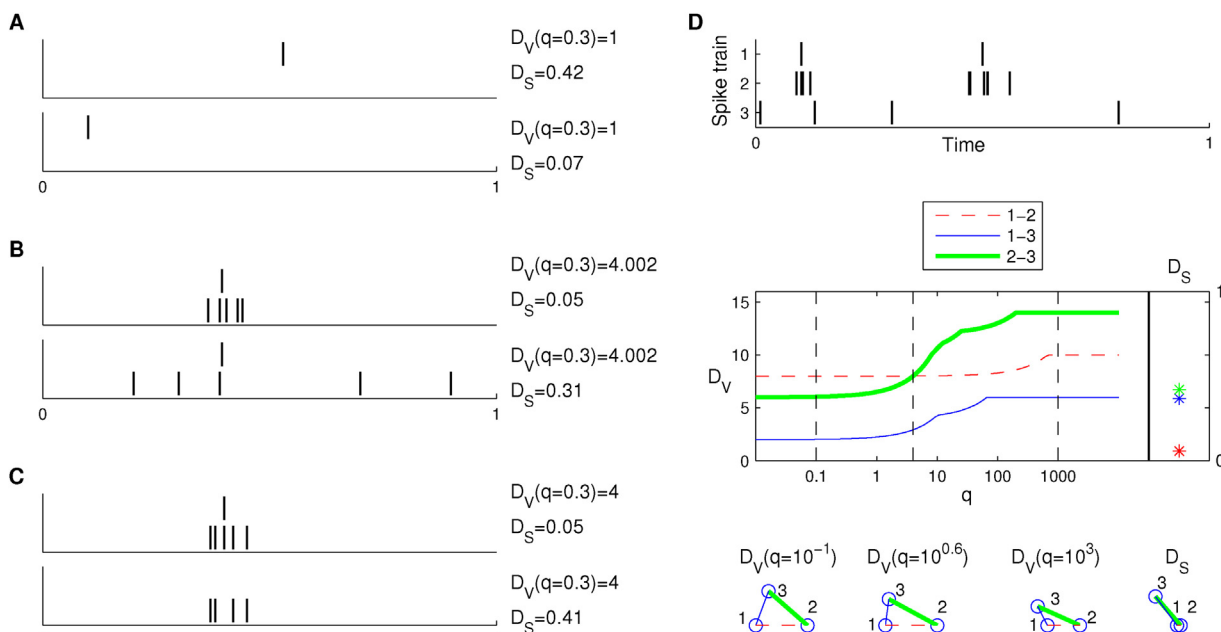 A
D_V(q=0.3)=1
D_S=0.42
D_V(q=0.3)=1
D_S=0.07
0 1
B
D_V(q=0.3)=4.002
D_S=0.05
D_V(q=0.3)=4.002
D_S=0.31
0 1
C
D_V(q=0.3)=4
D_S=0.05
D_V(q=0.3)=4
D_S=0.41
D
Spike train
1
2
3
0 Time 1
1-2
1-3
2-3
D_S
15
10
5
0
D_V
1
0
0.1 1 10 100 1000
q
D_V(q=10^-1) D_V(q=10^0.6) D_V(q=10^3) D_S
3 3 3 3
1 2 1 2 1 2 1 2